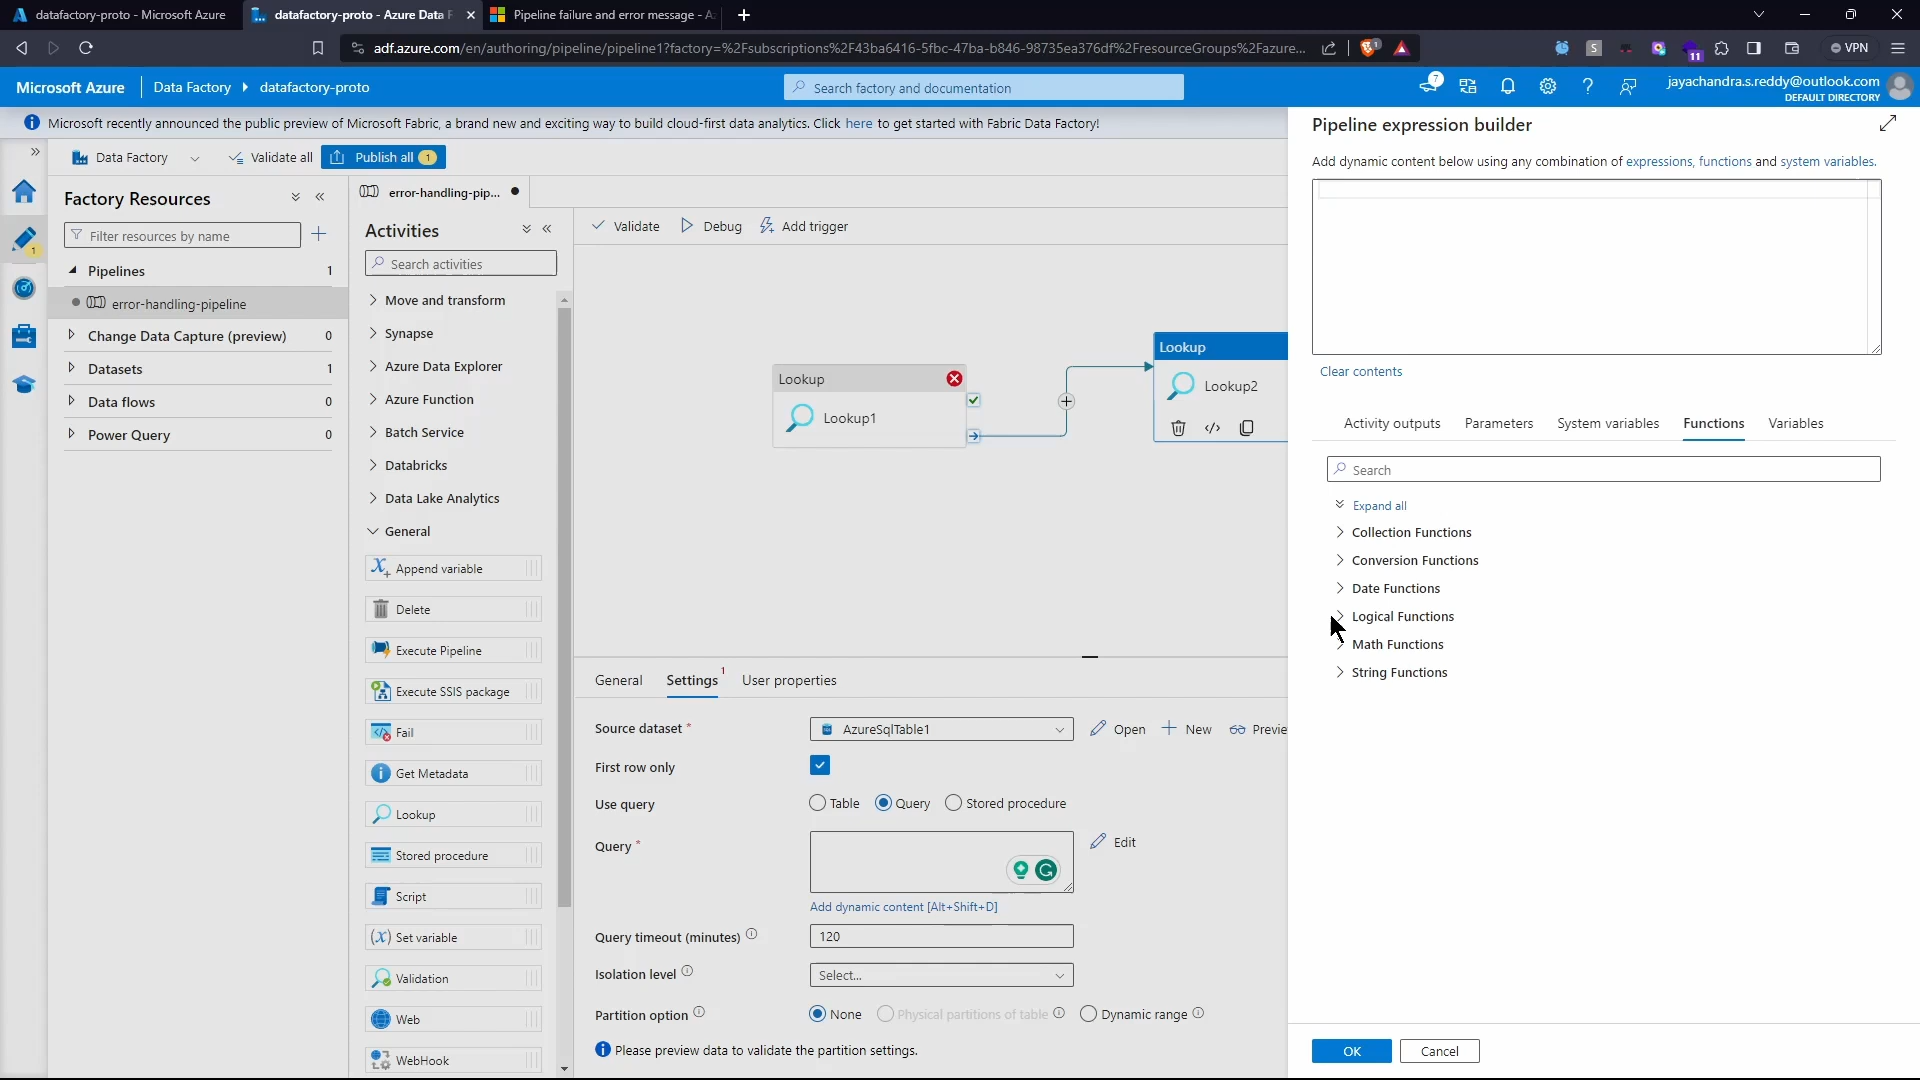 datafactory-proto - Microsoft Azure
datafactory-proto - Azure Data F
Pipeline failure and error message - A
adf.azure.com/en/authoring/pipeline/pipeline1?factory=%2Fsubscriptions%2F43ba6416-5fbc-47ba-b846-98735ea376df%2FresourceGroups%2Fazure...
1
S
11
VPN
Microsoft Azure
Data Factory
datafactory-proto
Search factory and documentation
7
jayachandra.s.reddy@outlook.com
DEFAULT DIRECTORY
Microsoft recently announced the public preview of Microsoft Fabric, a brand new and exciting way to build cloud-first data analytics. Click here to get started with Fabric Data Factory!
Data Factory
Validate all
Publish all 1
Factory Resources
Filter resources by name
Pipelines 1
error-handling-pipeline
Change Data Capture (preview) 0
Datasets 1
Data flows 0
Power Query 0
1
error-handling-pip...
Activities
Search activities
Move and transform
Synapse
Azure Data Explorer
Azure Function
Batch Service
Databricks
Data Lake Analytics
General
Append variable
Delete
Execute Pipeline
Execute SSIS package
Fail
Get Metadata
Lookup
Stored procedure
Script
Set variable
Validation
Web
WebHook
Validate
Debug
Add trigger
Lookup
Lookup1
Lookup
Lookup2
General
Settings 1
User properties
Source dataset *
AzureSqlTable1
Open
New
Previe
First row only
Use query
Table
Query
Stored procedure
Query *
Edit
Add dynamic content [Alt+Shift+D]
Query timeout (minutes)
120
Isolation level
Select...
Partition option
None
Physical partitions of table
Dynamic range
Please preview data to validate the partition settings.
Pipeline expression builder
Add dynamic content below using any combination of expressions, functions and system variables.
Clear contents
Activity outputs
Parameters
System variables
Functions
Variables
Search
Expand all
Collection Functions
Conversion Functions
Date Functions
Logical Functions
Math Functions
String Functions
OK
Cancel